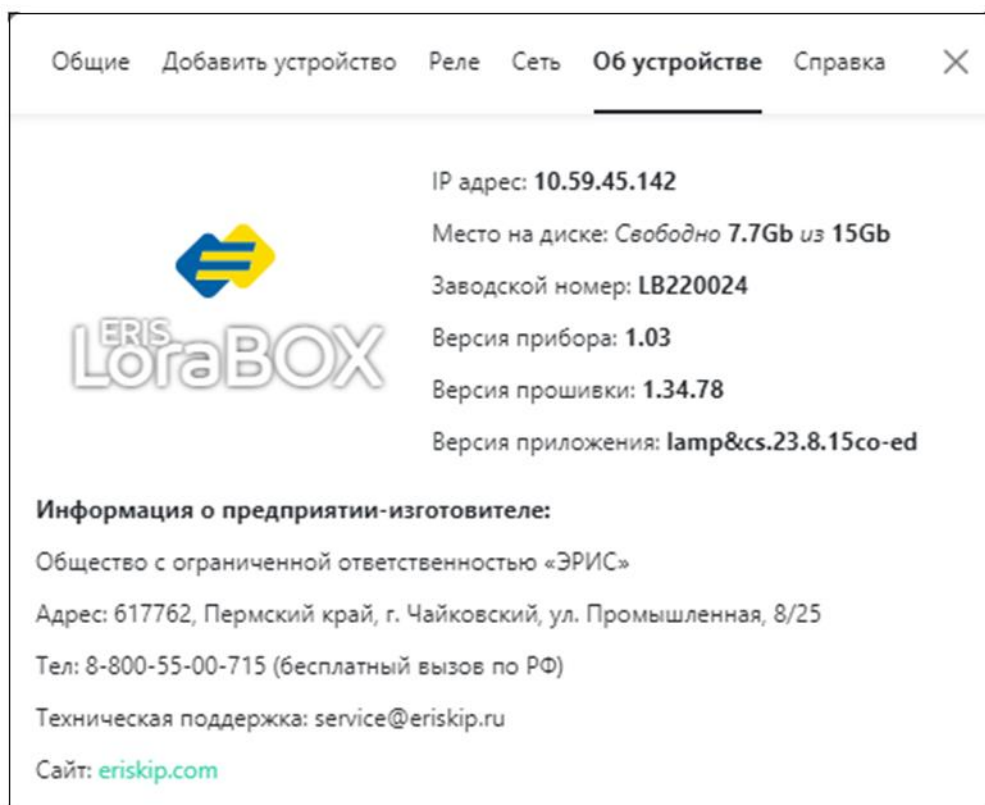 Общие Добавить устройство Реле Сеть Об устройстве Справка
IP адрес: 10.59.45.142
Место на диске: Свободно 7.7Gb из 15Gb
Заводской номер: LB220024
Версия прибора: 1.03
Версия прошивки: 1.34.78
Версия приложения: lamp&cs.23.8.15co-ed
ERIS
LoraBOX
Информация о предприятии-изготовителе:
Общество с ограниченной ответственностью «ЭРИС»
Адрес: 617762, Пермский край, г. Чайковский, ул. Промышленная, 8/25
Тел: 8-800-55-00-715 (бесплатный вызов по РФ)
Техническая поддержка: service@eriskip.ru
Сайт: eriskip.com